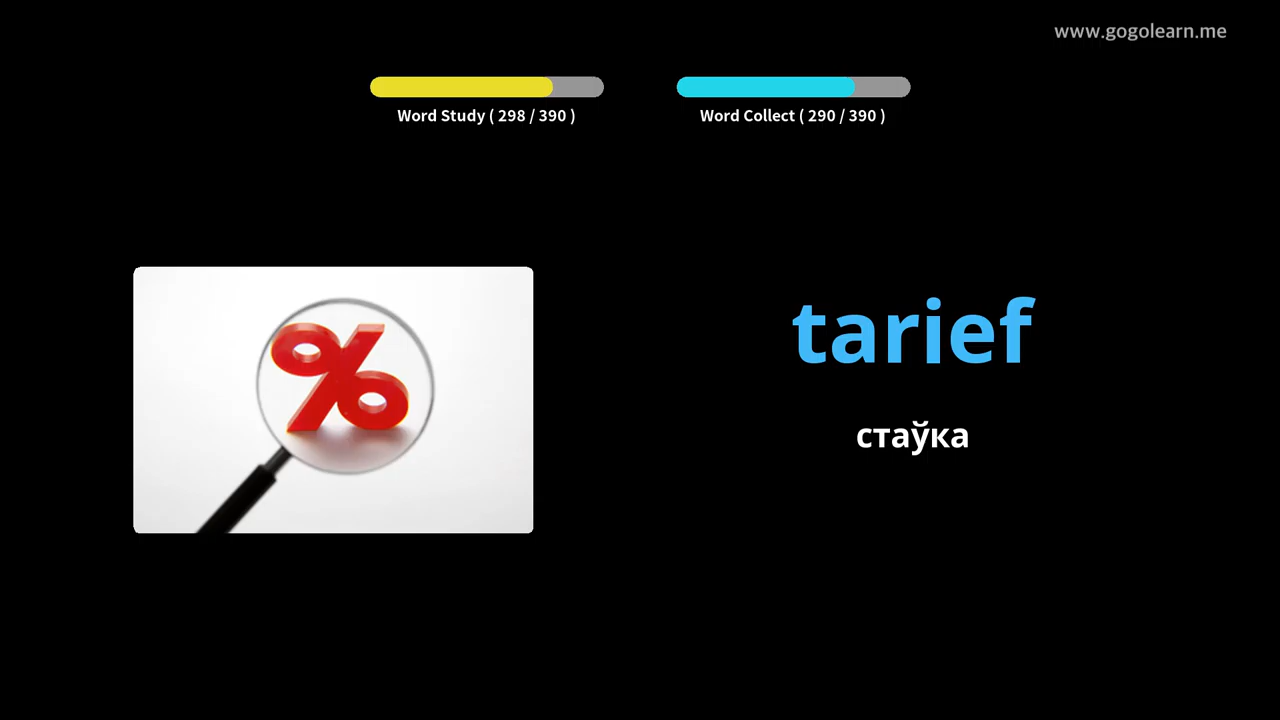 www.gogolearn.me
Word Study ( 298 / 390 )
Word Collect ( 290 / 390 )
%
tarief
стаўка